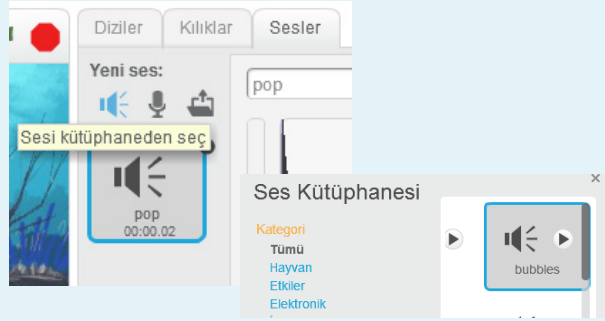 Diziler
Kılıklar
Sesler
Yeni ses:
pop
Sesi kütüphaneden seç
pop
00:00.02
Ses Kütüphanesi
Kategori
Tümü
Hayvan
Etkiler
Elektronik
bubbles